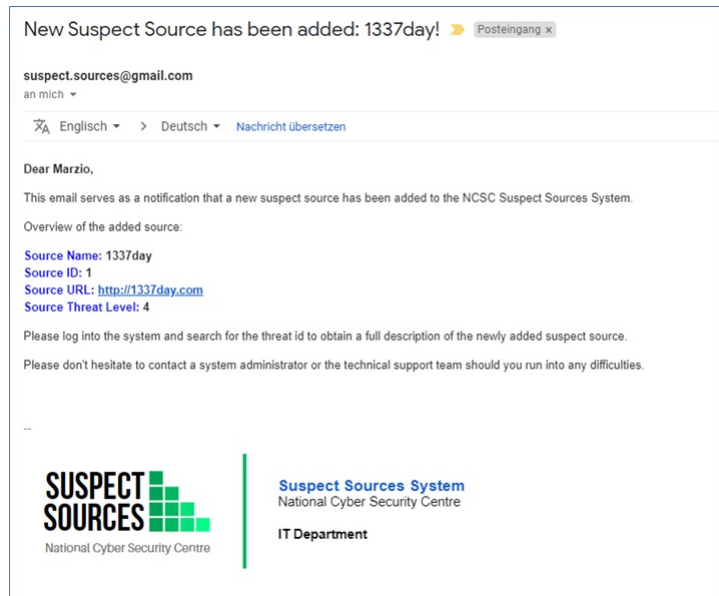 New Suspect Source has been added: 1337day! Posteingang x
suspect.sources@gmail.com
an mich
Englisch > Deutsch Nachricht übersetzen
Dear Marzio,
This email serves as a notification that a new suspect source has been added to the NCSC Suspect Sources System.
Overview of the added source:
Source Name: 1337day
Source ID: 1
Source URL: http://1337day.com
Source Threat Level: 4
Please log into the system and search for the threat id to obtain a full description of the newly added suspect source.
Please don't hesitate to contact a system administrator or the technical support team should you run into any difficulties.
--
SUSPECT
SOURCES
National Cyber Security Centre
Suspect Sources System
National Cyber Security Centre
IT Department